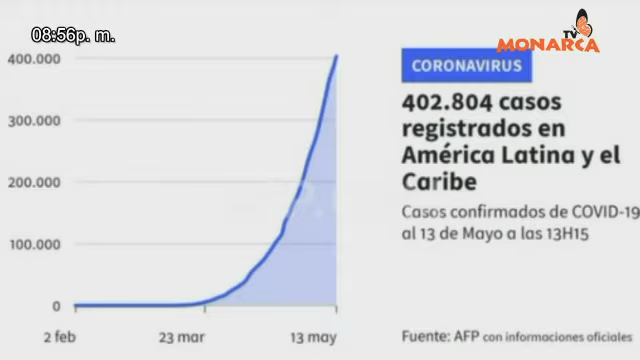 08:56p. m.
TV
MONARCA
400.000
300.000
200.000
100.000
0
2 feb
23 mar
13 may
CORONAVIRUS
402.804 casos
registrados en
América Latina y el
Caribe
Casos confirmados de COVID-19
al 13 de Mayo a las 13H15
Fuente: AFP con informaciones oficiales